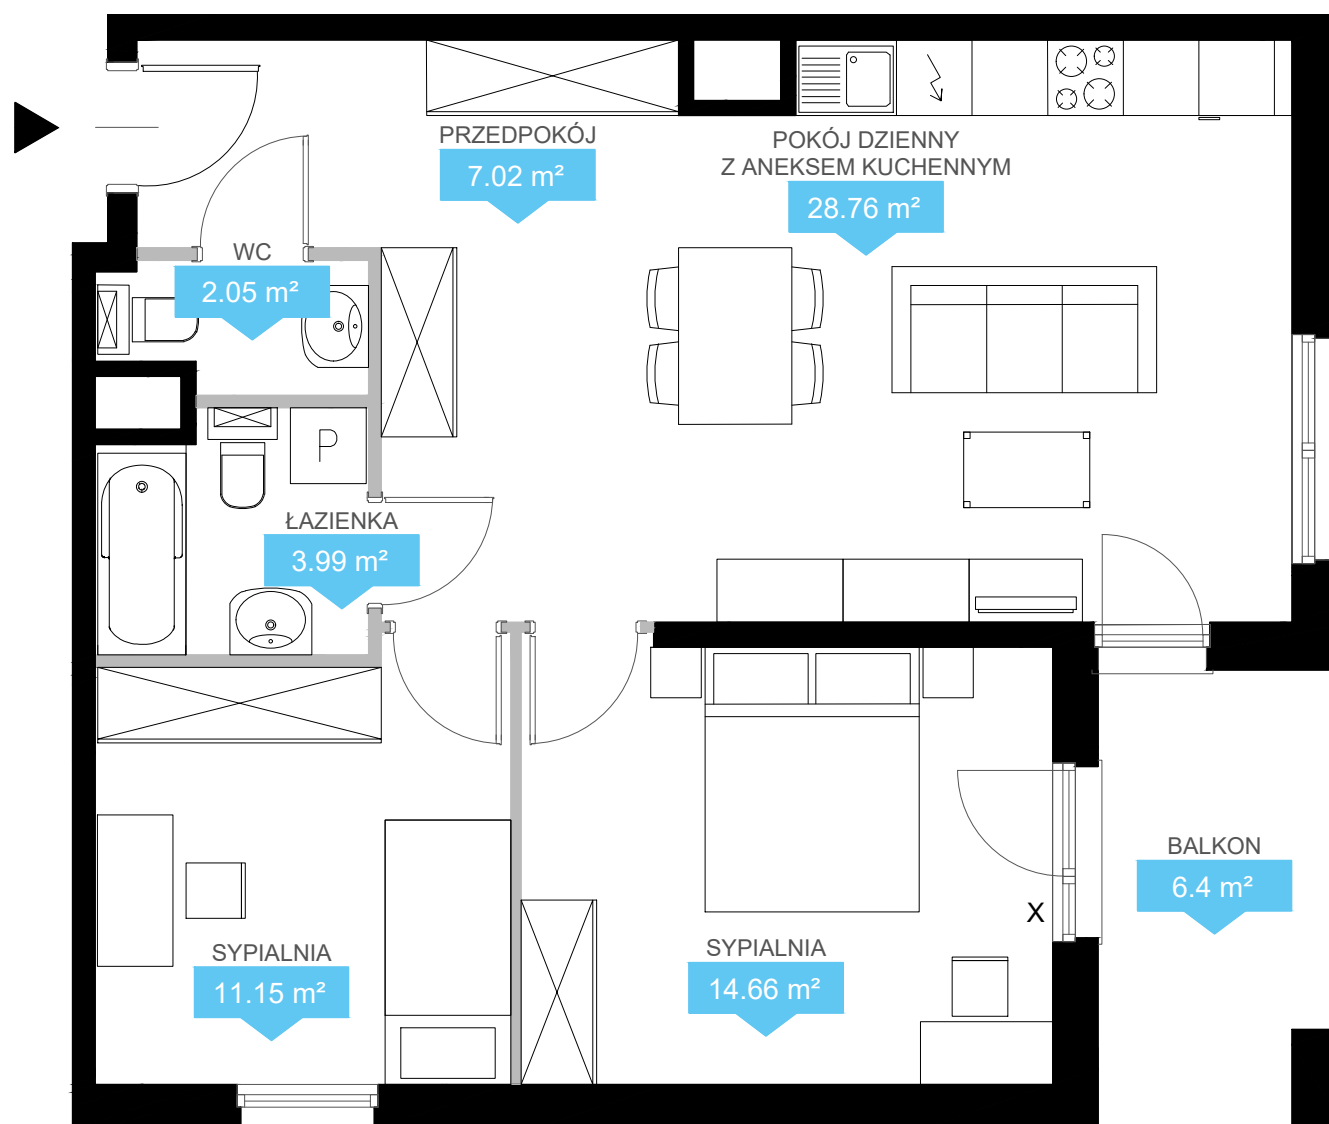 PRZEDPOKÓJ
7.02 m²
POKÓJ DZIENNY
Z ANEKSEM KUCHENNYM
28.76 m²
WC
2.05 m²
P
ŁAZIENKA
3.99 m²
BALKON
6.4 m²
X
SYPIALNIA
11.15 m²
SYPIALNIA
14.66 m²